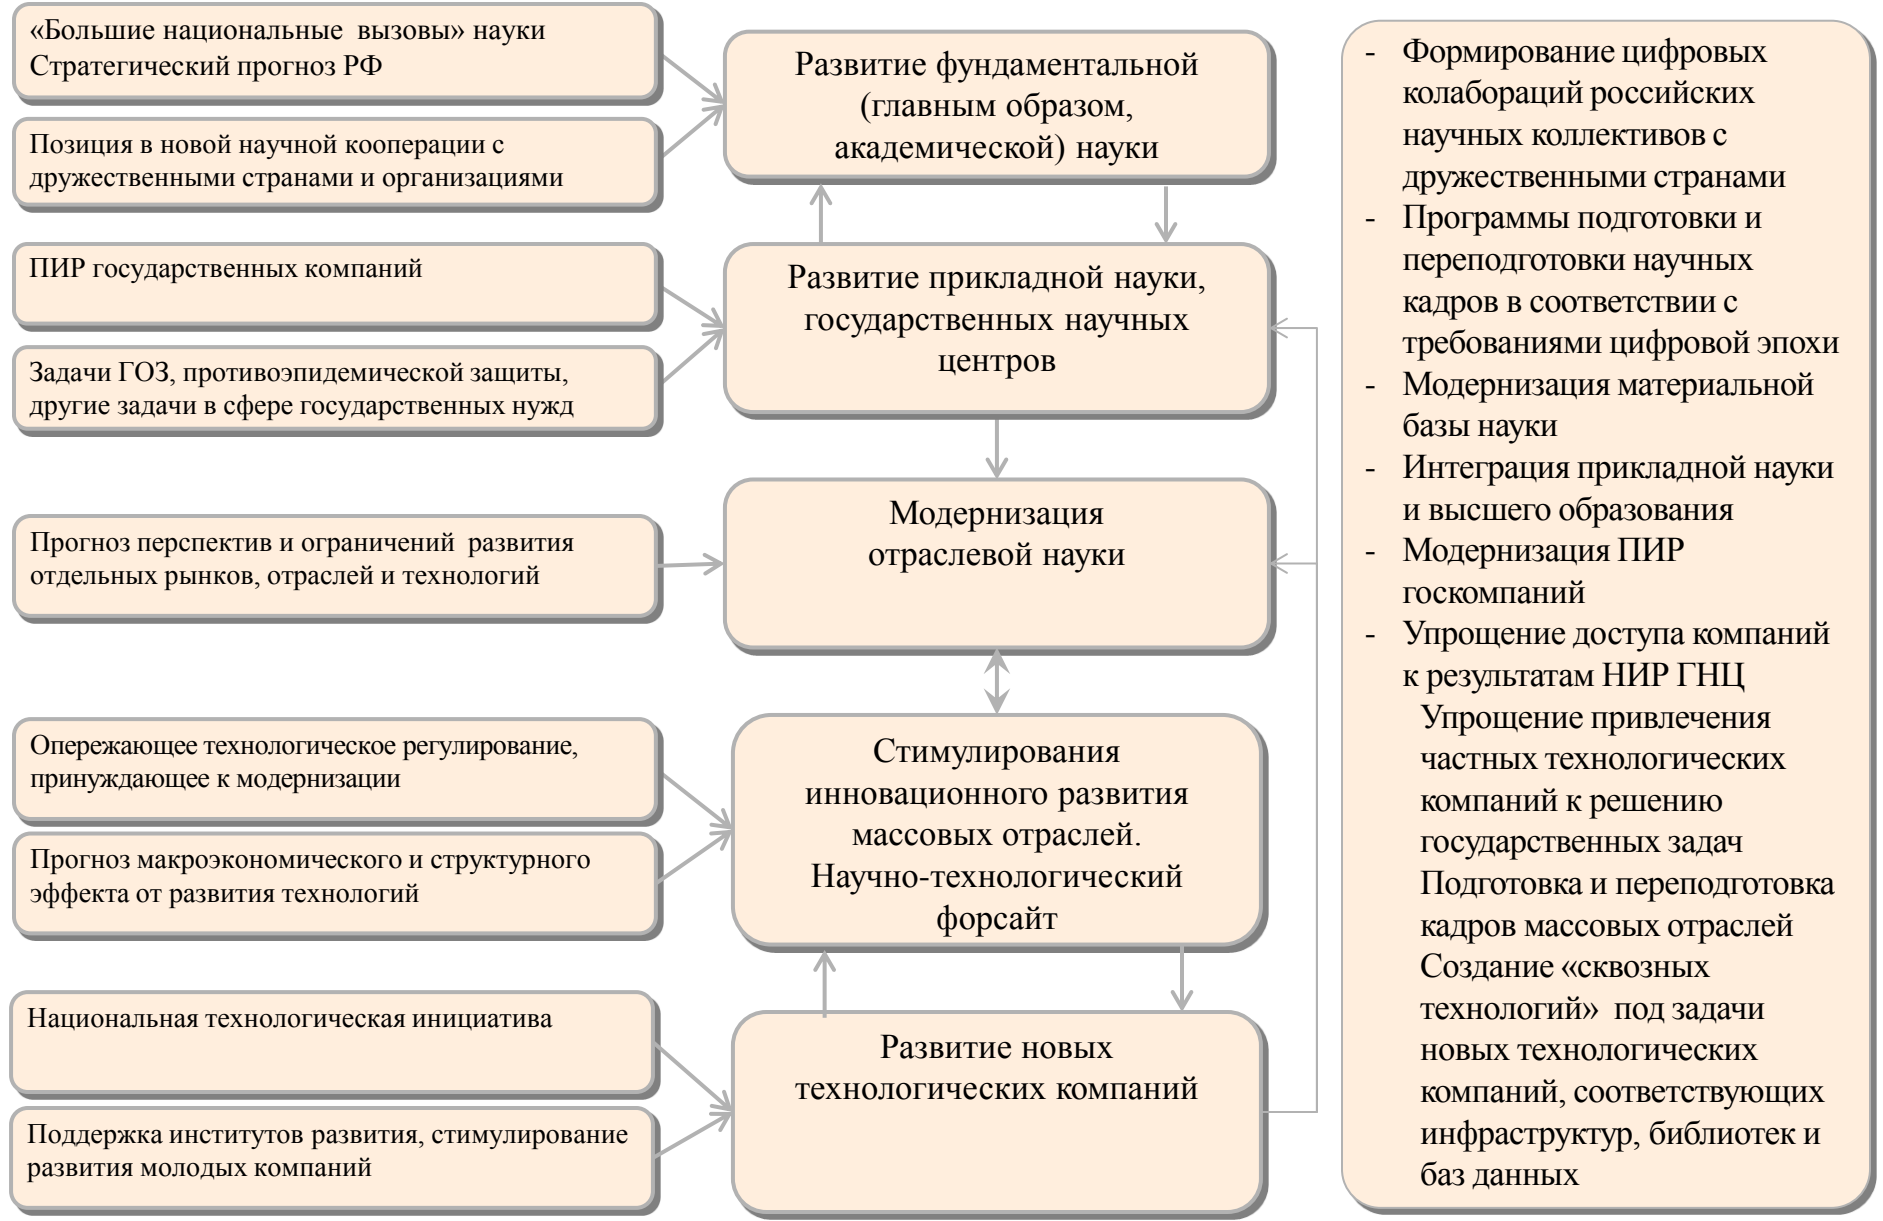 «Большие национальные  вызовы» науки
Стратегический прогноз РФ
Позиция в новой научной кооперации с
дружественными странами и организациями
ПИР государственных компаний
Задачи ГОЗ, противоэпидемической защиты,
другие задачи в сфере государственных нужд
Прогноз перспектив и ограничений  развития
отдельных рынков, отраслей и технологий
Опережающее технологическое регулирование,
принуждающее к модернизации
Прогноз макроэкономического и структурного
эффекта от развития технологий
Национальная технологическая инициатива
Поддержка институтов развития, стимулирование
развития молодых компаний
Развитие фундаментальной
(главным образом,
академической) науки
Развитие прикладной науки,
государственных научных
центров
Модернизация
отраслевой науки
Стимулирования
инновационного развития
массовых отраслей.
Научно-технологический
форсайт
Развитие новых
технологических компаний
- Формирование цифровых
колабораций российских
научных коллективов с
дружественными странами
- Программы подготовки и
переподготовки научных
кадров в соответствии с
требованиями цифровой эпохи
- Модернизация материальной
базы науки
- Интеграция прикладной науки
и высшего образования
- Модернизация ПИР
госкомпаний
- Упрощение доступа компаний
к результатам НИР ГНЦ
Упрощение привлечения
частных технологических
компаний к решению
государственных задач
Подготовка и переподготовка
кадров массовых отраслей
Создание «сквозных
технологий»  под задачи
новых технологических
компаний, соответствующих
инфраструктур, библиотек и
баз данных